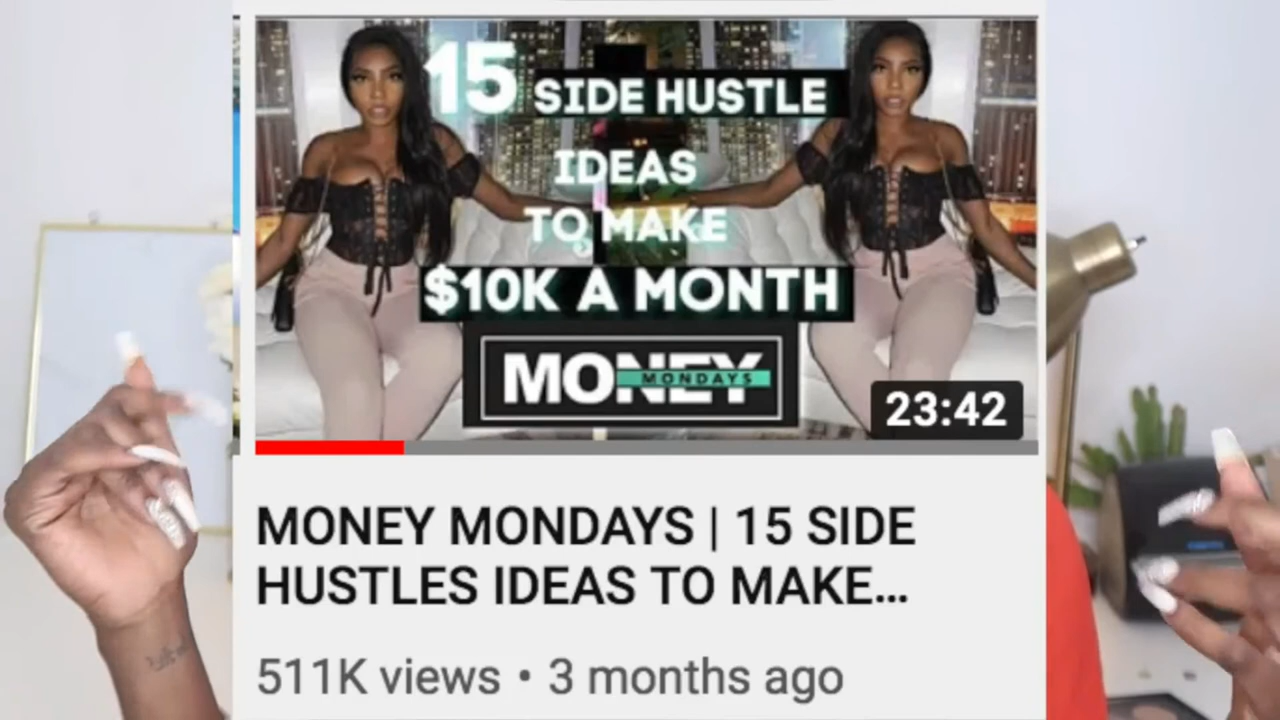 15 SIDE HUSTLE
IDEAS
TO MAKE
$10K A MONTH
MONEY
MONDAYS
23:42
MONEY MONDAYS | 15 SIDE
HUSTLES IDEAS TO MAKE...
511K views • 3 months ago